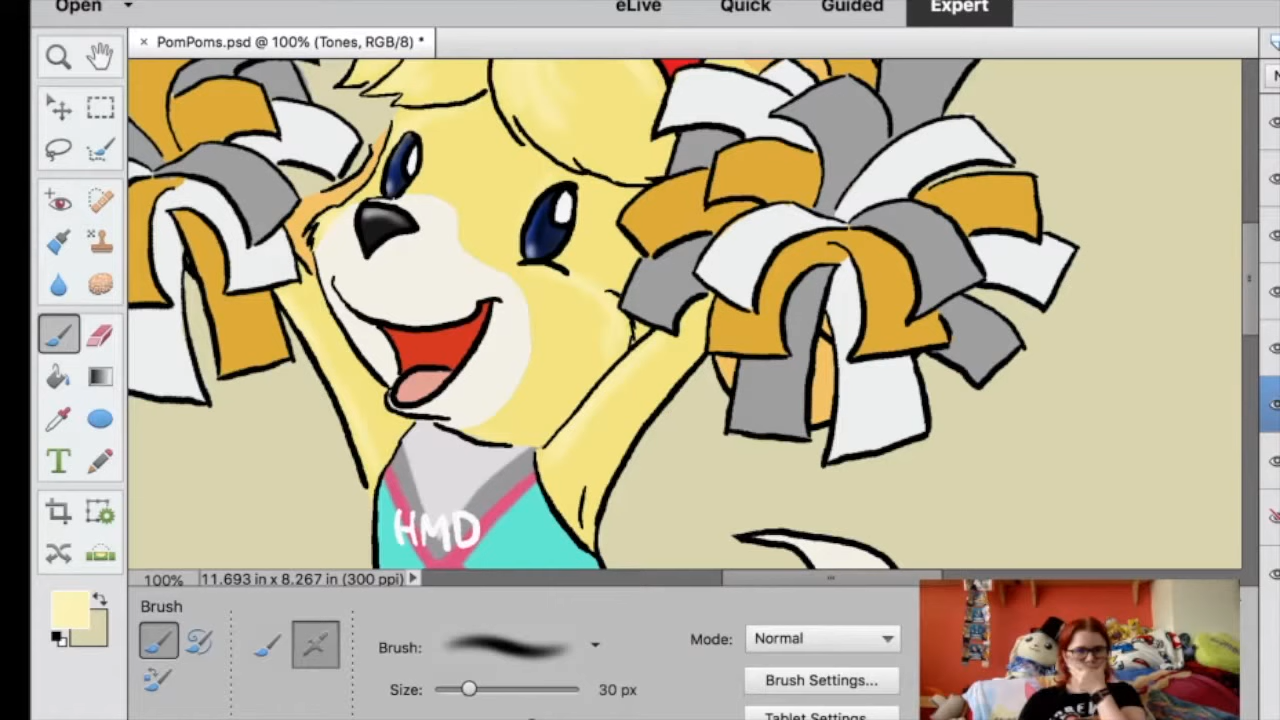 Open
eLive Quick Guided Expert
× PomPoms.psd @ 100% (Tones, RGB/8) *
HMD
T
100% 11.693 in x 8.267 in (300 ppi)
Brush
Brush:
Mode: Normal
Size: 30 px
Brush Settings...
Tablet Settings